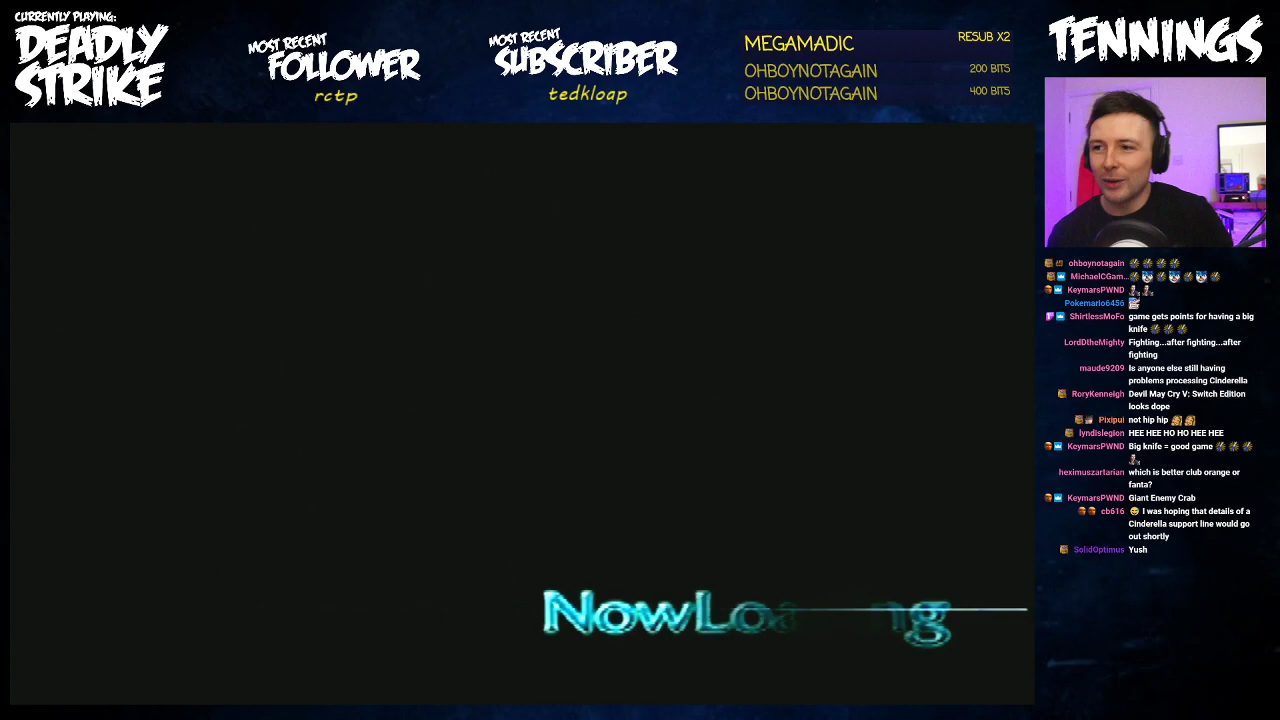 CURRENTLY PLAYING:
DEADLY
STRIKE
MOST RECENT
FOLLOWER
rctp
MOST RECENT
SUBSCRIBER
tedkloap
MEGAMADIC RESUB X2
OHBOYNOTAGAIN 200 BITS
OHBOYNOTAGAIN 400 BITS
TENNINGS
ohboynotagain
MichaelCGam...
KeymarsPWND
Pokemario6456
ShirtlessMoFo game gets points for having a big
knife
LordDtheMighty Fighting...after fighting...after
fighting
maude9209 Is anyone else still having
problems processing Cinderella
RoryKenneigh Devil May Cry V: Switch Edition
looks dope
Pixipui not hip hip
lyndislegion HEE HEE HO HO HEE HEE
KeymarsPWND Big knife = good game
heximuszartarian which is better club orange or
fanta?
KeymarsPWND Giant Enemy Crab
cb616 I was hoping that details of a
Cinderella support line would go
out shortly
SolidOptimus Yush
NowLoading